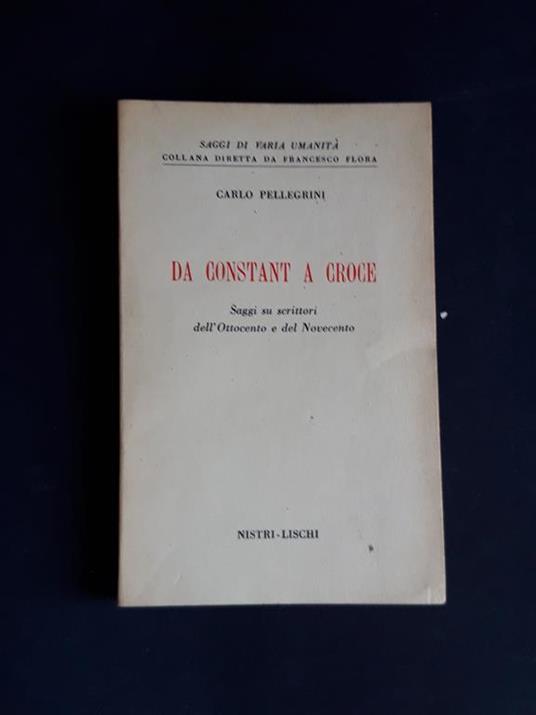 SAGGI DI VARIA UMANITÀ
COLLANA DIRETTA DA FRANCESCO FLORA
CARLO PELLEGRINI
DA CONSTANT A CROCE
Saggi su scrittori
dell'Ottocento e del Novecento
NISTRI-LISCHI